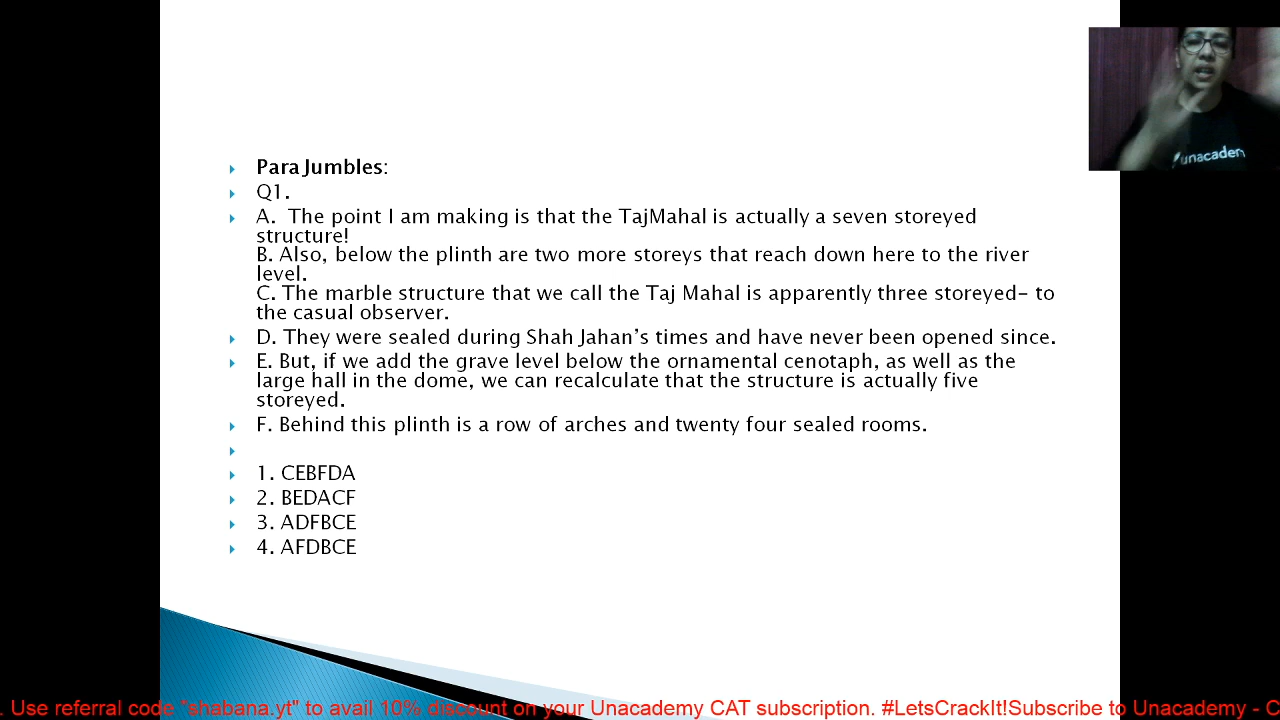 Para Jumbles:
Q1.
A. The point I am making is that the TajMahal is actually a seven storeyed
structure!
B. Also, below the plinth are two more storeys that reach down here to the river
level.
C. The marble structure that we call the Taj Mahal is apparently three storeyed– to
the casual observer.
D. They were sealed during Shah Jahan’s times and have never been opened since.
E. But, if we add the grave level below the ornamental cenotaph, as well as the
large hall in the dome, we can recalculate that the structure is actually five
storeyed.
F. Behind this plinth is a row of arches and twenty four sealed rooms.
1. CEBFDA
2. BEDACF
3. ADFBCE
4. AFDBCE
unacadem
. Use referral code "shabana.yt" to avail 10% discount on your Unacademy CAT subscription. #LetsCrackIt!Subscribe to Unacademy - C